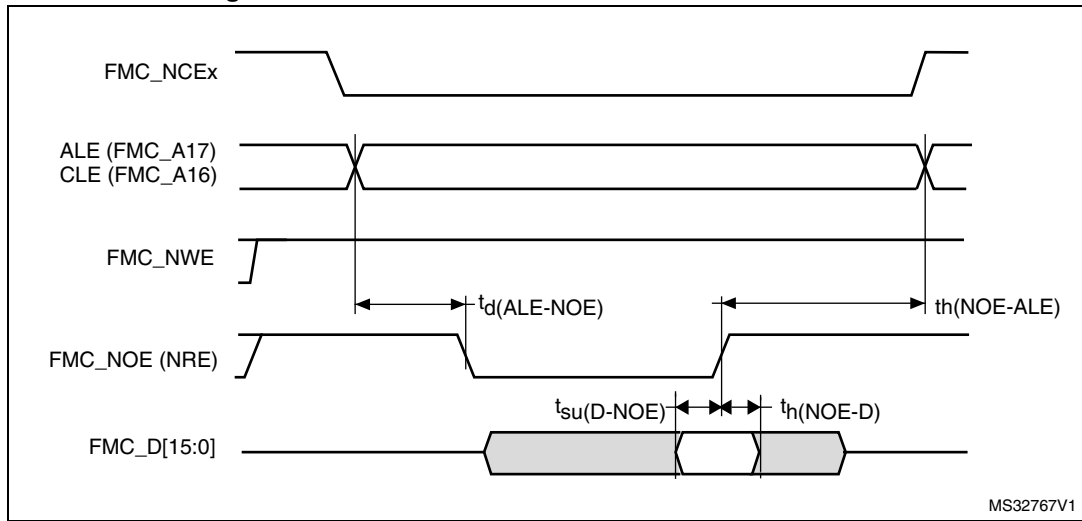 FMC_NCEx
ALE (FMC_A17)
CLE (FMC_A16)
FMC_NWE
td(ALE-NOE)
th(NOE-ALE)
FMC_NOE (NRE)
tsu(D-NOE)
th(NOE-D)
FMC_D[15:0]
MS32767V1